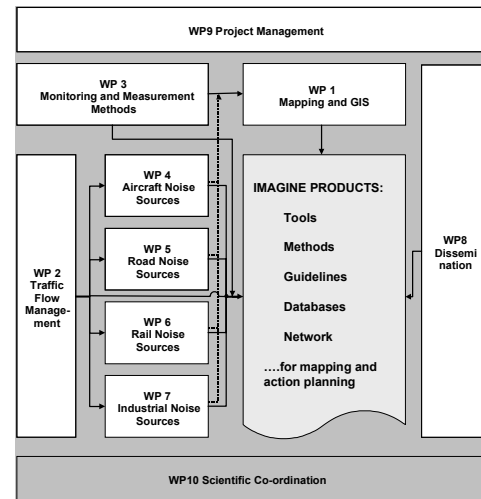 WP9 Project Management
WP 3
Monitoring and Measurement
Methods
WP 1
Mapping and GIS
WP 4
Aircraft Noise
Sources
WP 5
Road Noise
Sources
WP 6
Rail Noise
Sources
WP 7
Industrial Noise
Sources
WP 2
Traffic
Flow
Manage-
ment
IMAGINE PRODUCTS:
Tools
Methods
Guidelines
Databases
Network
....for mapping and
action planning
WP8
Dissemi
nation
WP10 Scientific Co-ordination